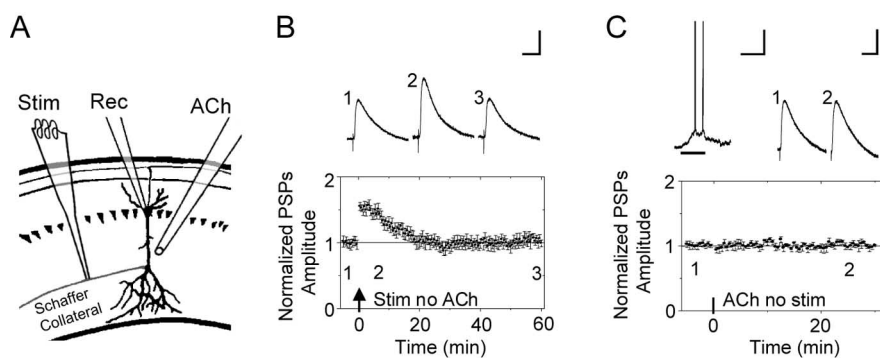 A
Stim
Rec
ACh
Schaffer
Collateral
B
1
2
3
Normalized PSPs
Amplitude
2
1
0
1
2
3
Stim no ACh
0
20
40
60
Time (min)
C
1
2
Normalized PSPs
Amplitude
2
1
0
1
2
ACh no stim
0
30
Time (min)